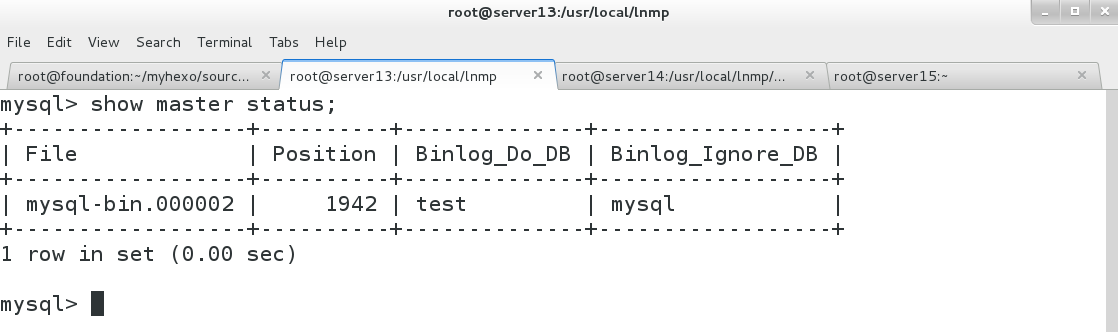 root@server13:/usr/local/lnmp
File Edit View Search Terminal Tabs Help
root@foundation:~/myhexo/sourc... × root@server13:/usr/local/lnmp × root@server14:/usr/local/lnmp/... × root@server15:~ ×
mysql> show master status;
+------------------+----------+--------------+------------------+
| File             | Position | Binlog_Do_DB | Binlog_Ignore_DB |
+------------------+----------+--------------+------------------+
| mysql-bin.000002 |     1942 | test         | mysql            |
+------------------+----------+--------------+------------------+
1 row in set (0.00 sec)
mysql>